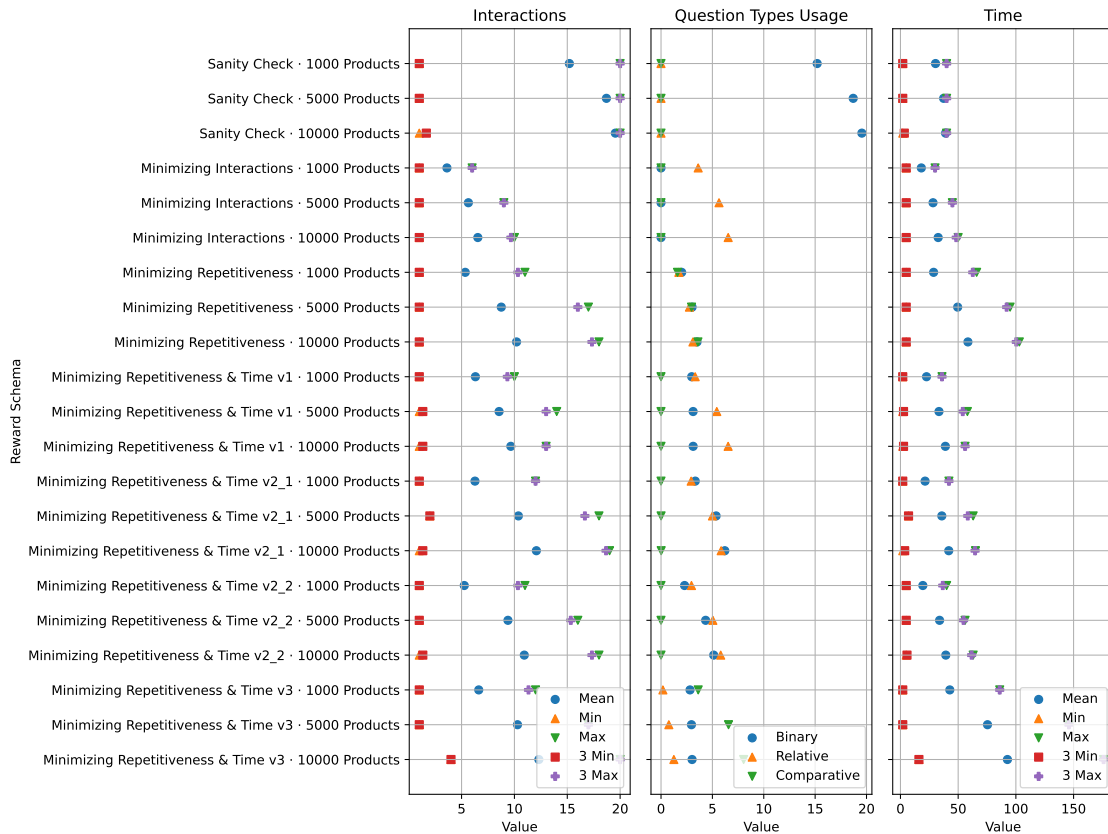 Interactions
Question Types Usage
Time
Reward Schema
Sanity Check · 1000 Products
Sanity Check · 5000 Products
Sanity Check · 10000 Products
Minimizing Interactions · 1000 Products
Minimizing Interactions · 5000 Products
Minimizing Interactions · 10000 Products
Minimizing Repetitiveness · 1000 Products
Minimizing Repetitiveness · 5000 Products
Minimizing Repetitiveness · 10000 Products
Minimizing Repetitiveness & Time v1 · 1000 Products
Minimizing Repetitiveness & Time v1 · 5000 Products
Minimizing Repetitiveness & Time v1 · 10000 Products
Minimizing Repetitiveness & Time v2_1 · 1000 Products
Minimizing Repetitiveness & Time v2_1 · 5000 Products
Minimizing Repetitiveness & Time v2_1 · 10000 Products
Minimizing Repetitiveness & Time v2_2 · 1000 Products
Minimizing Repetitiveness & Time v2_2 · 5000 Products
Minimizing Repetitiveness & Time v2_2 · 10000 Products
Minimizing Repetitiveness & Time v3 · 1000 Products
Minimizing Repetitiveness & Time v3 · 5000 Products
Minimizing Repetitiveness & Time v3 · 10000 Products
Mean
Min
Max
3 Min
3 Max
5 10 15 20
Value
Binary
Relative
Comparative
0 5 10 15 20
Value
Mean
Min
Max
3 Min
3 Max
0 50 100 150
Value